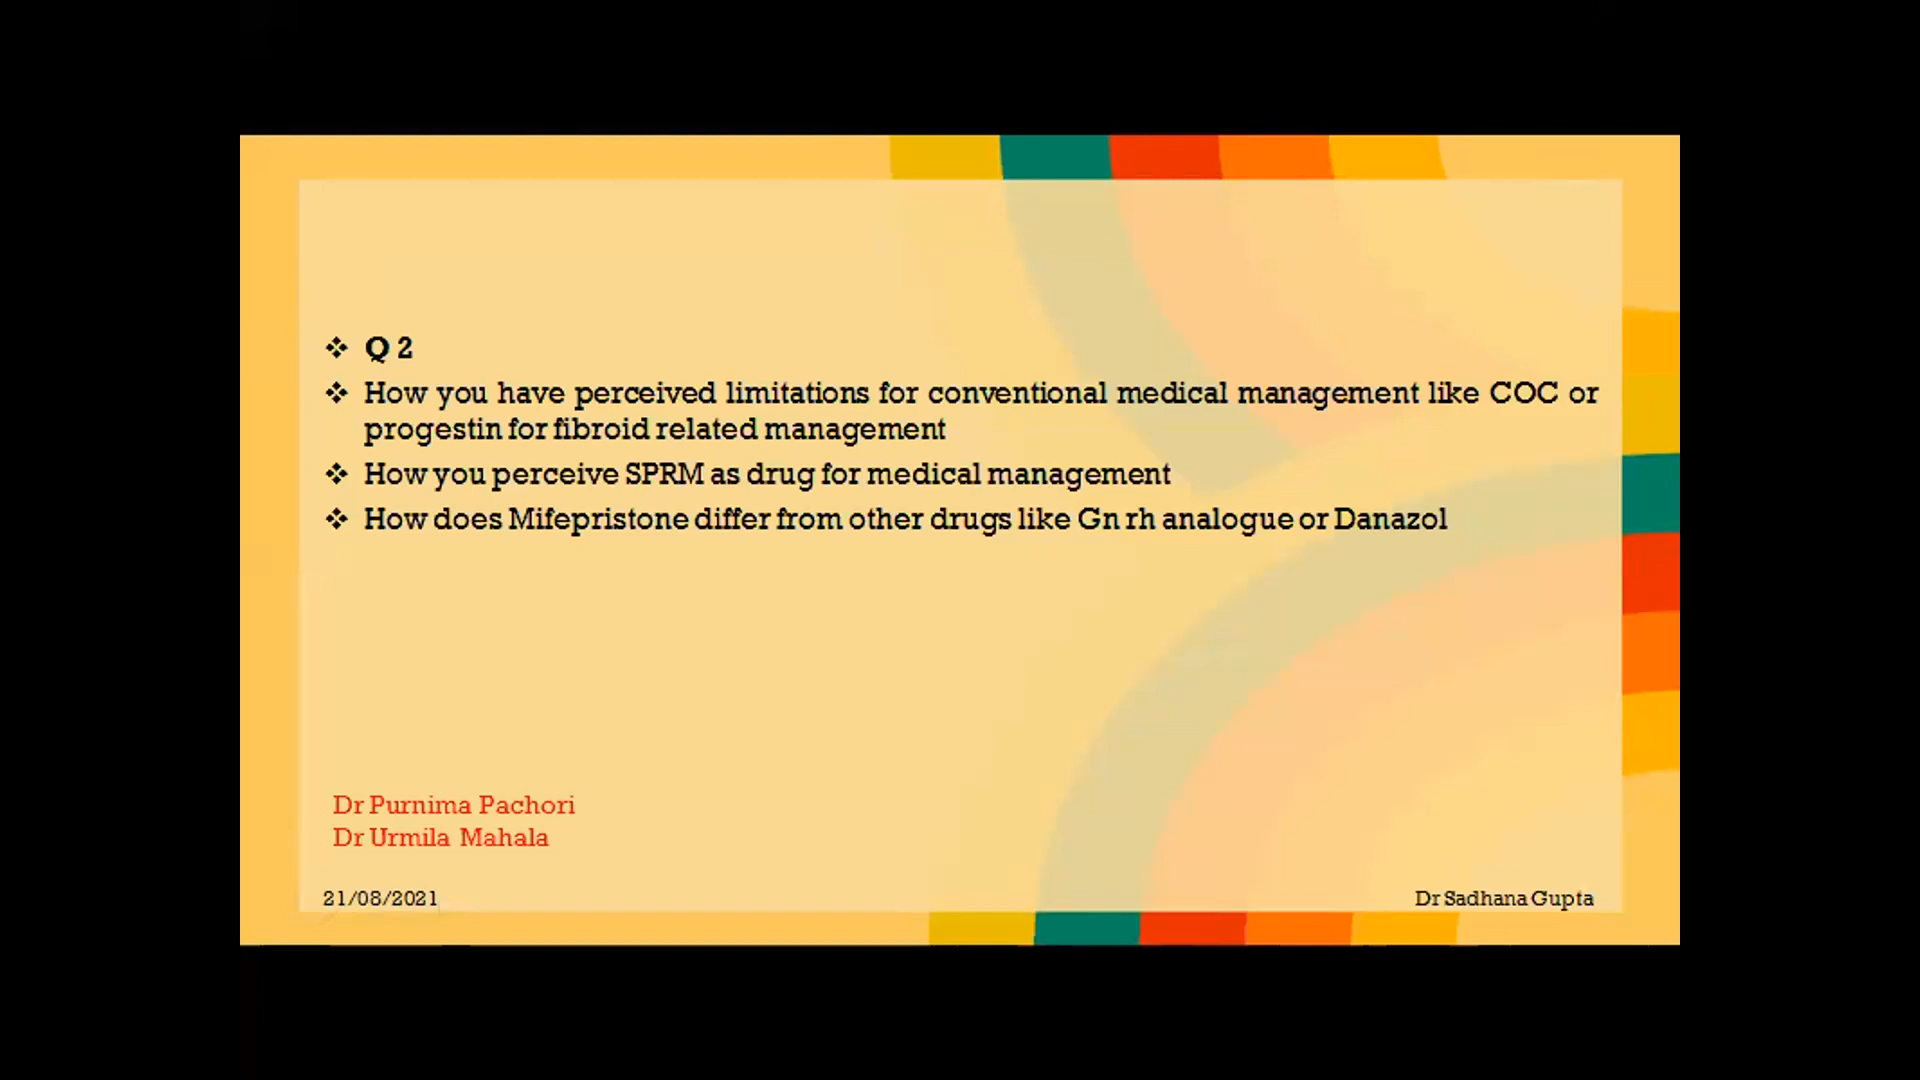 ❖ Q 2
❖ How you have perceived limitations for conventional medical management like COC or
progestin for fibroid related management
❖ How you perceive SPRM as drug for medical management
❖ How does Mifepristone differ from other drugs like Gn rh analogue or Danazol
Dr Purnima Pachori
Dr Urmila Mahala
21/08/2021
Dr Sadhana Gupta